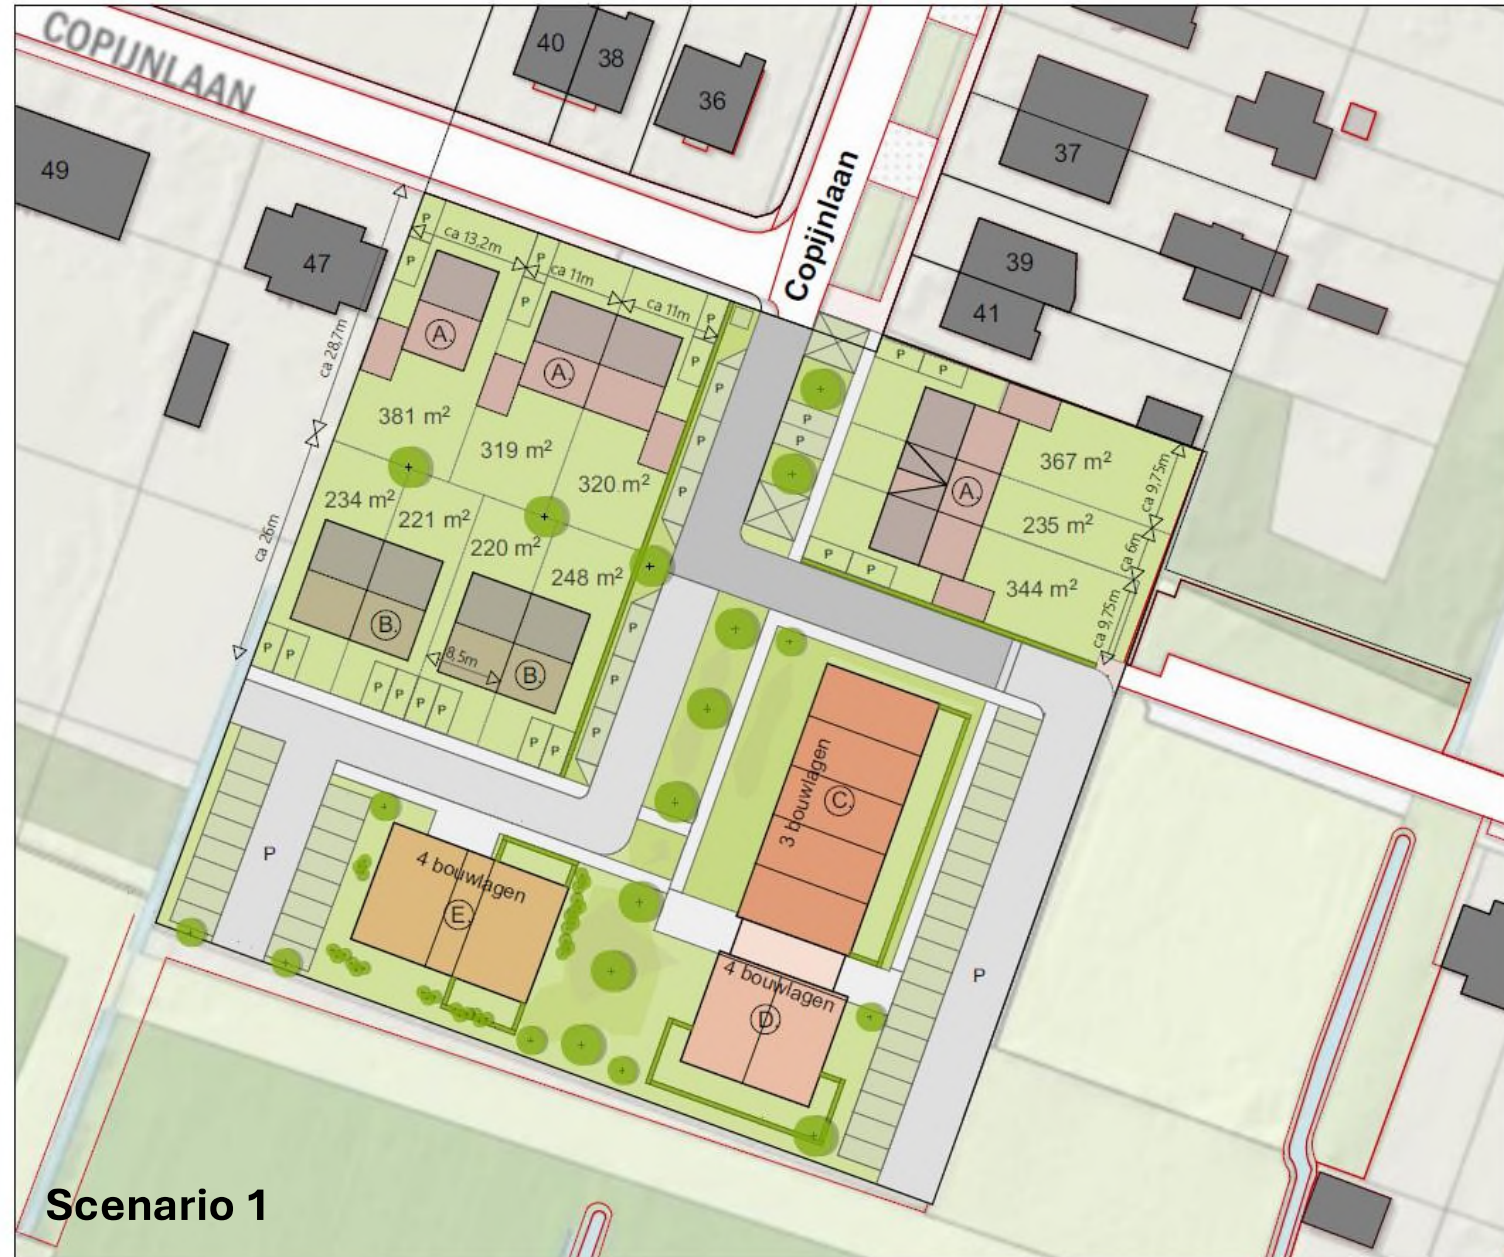 COPIJNLAAN
40
38
36
49
47
Copijnlaan
37
39
41
P
ca 13,2m
P
P
ca 11m
P
ca 11m
P
P
P
ca 28,7m
A.
A.
P
P
P
P
P
A.
381 m²
319 m²
320 m²
P
P
367 m²
ca 9,75m
235 m²
ca 6m
344 m²
ca 9,75m
P
P
234 m²
221 m²
220 m²
248 m²
ca 26m
B.
8,5m
B.
P
P
P
P
P
P
P
P
P
P
P
3 bouwlagen
C.
P
4 bouwlagen
E.
4 bouwlagen
D.
P
Scenario 1